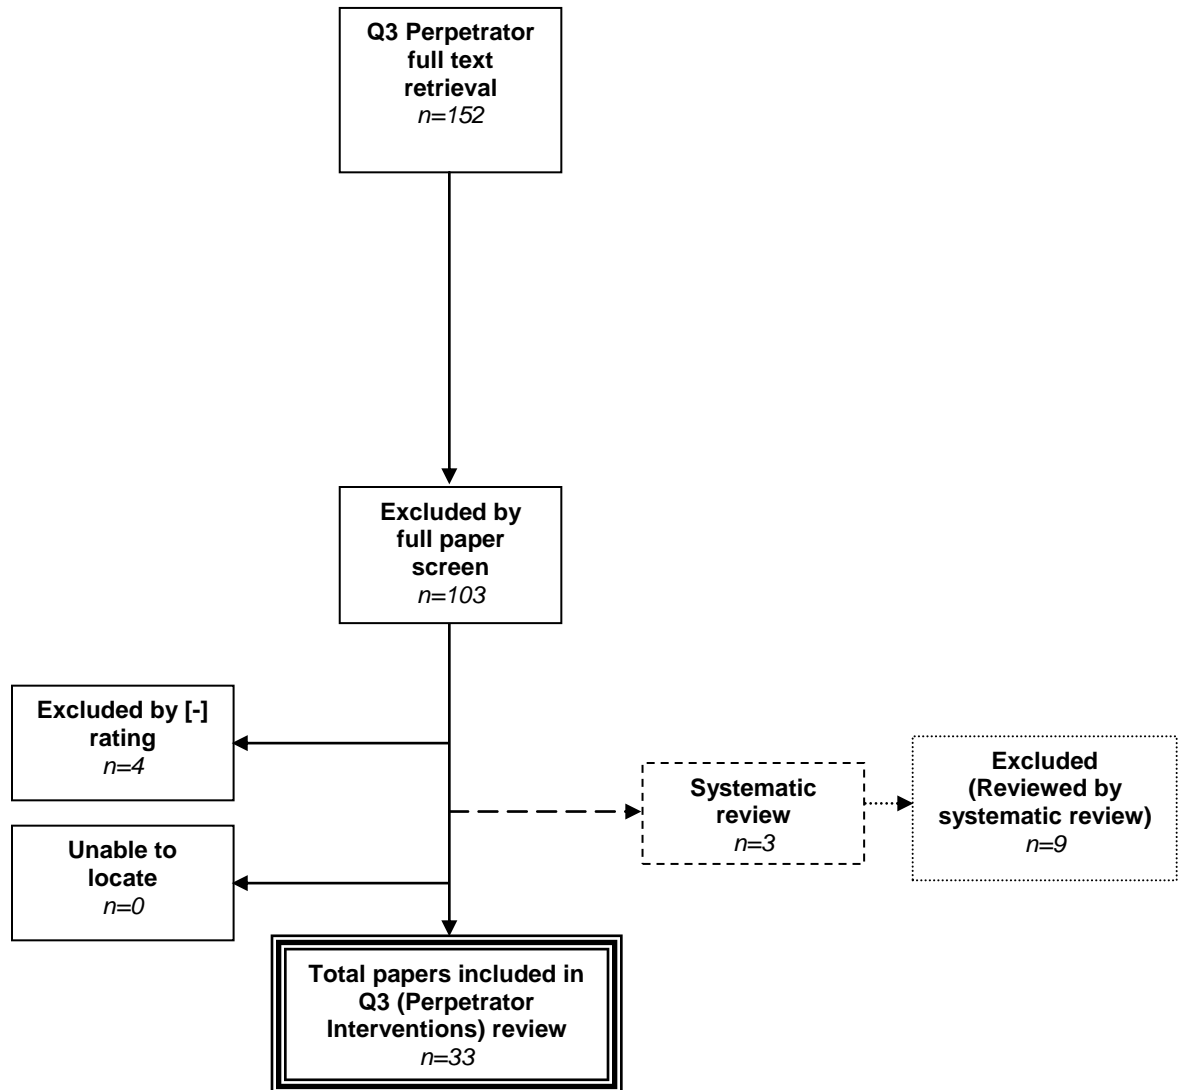 Q3 Perpetrator
full text
retrieval
n=152
Excluded by
full paper
screen
n=103
Excluded by [-]
rating
n=4
Systematic
review
n=3
Excluded
(Reviewed by
systematic review)
n=9
Unable to
locate
n=0
Total papers included in
Q3 (Perpetrator
Interventions) review
n=33